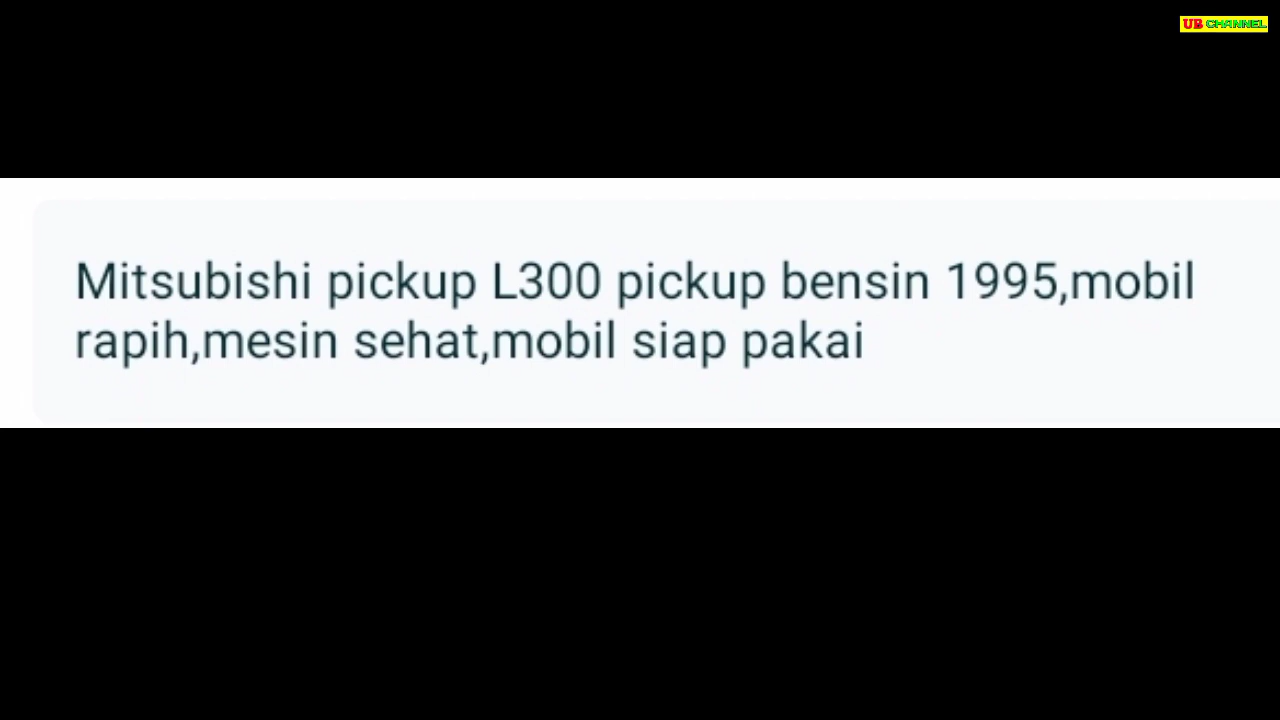 UB CHANNEL
Mitsubishi pickup L300 pickup bensin 1995,mobil
rapih,mesin sehat,mobil siap pakai